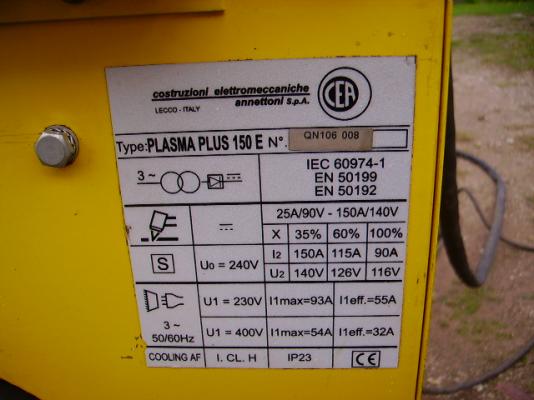 costruzioni elettromeccaniche
annettoni S.p.A.
LECCO - ITALY
CEA
Type: PLASMA PLUS 150 E N°. QN106 008
3 ~
IEC 60974-1
EN 50199
EN 50192
25A/90V - 150A/140V
X 35% 60% 100%
S U0 = 240V I2 150A 115A 90A
U2 140V 126V 116V
U1 = 230V I1max=93A I1eff.=55A
3 ~
50/60Hz U1 = 400V I1max=54A I1eff.=32A
COOLING AF I. CL. H IP23 CE